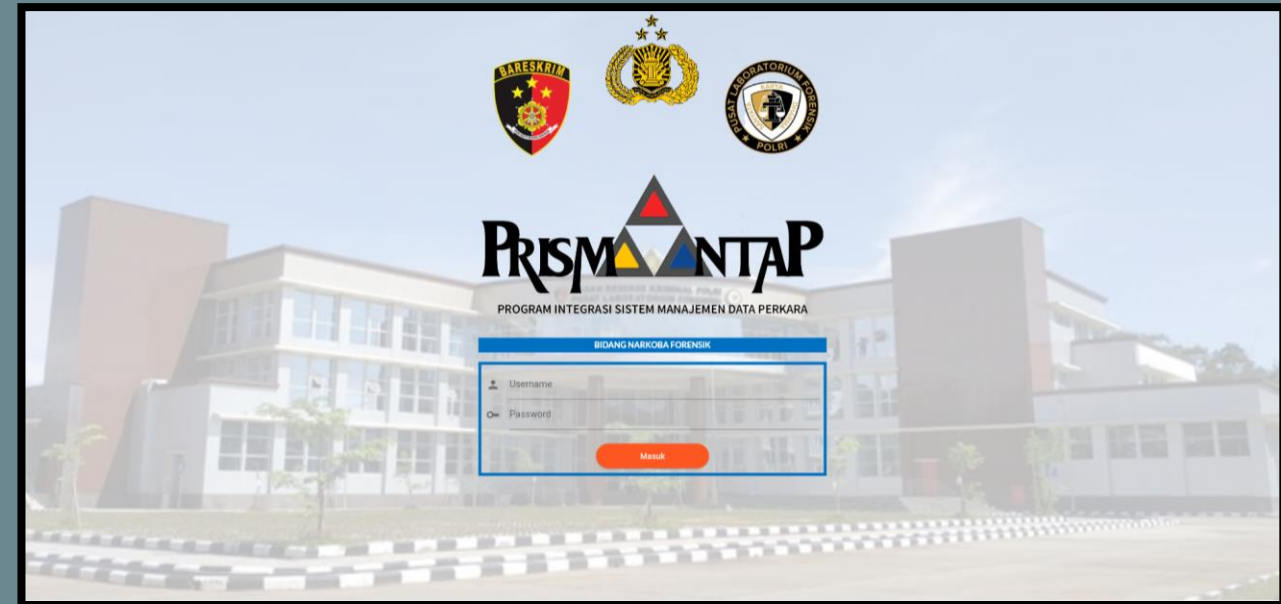 BARESKRIM
PUSAT LABORATORIUM FORENSIK
POLRI
PRISMANTAP
PROGRAM INTEGRASI SISTEM MANAJEMEN DATA PERKARA
BIDANG NARKOBA FORENSIK
Username
Password
Masuk